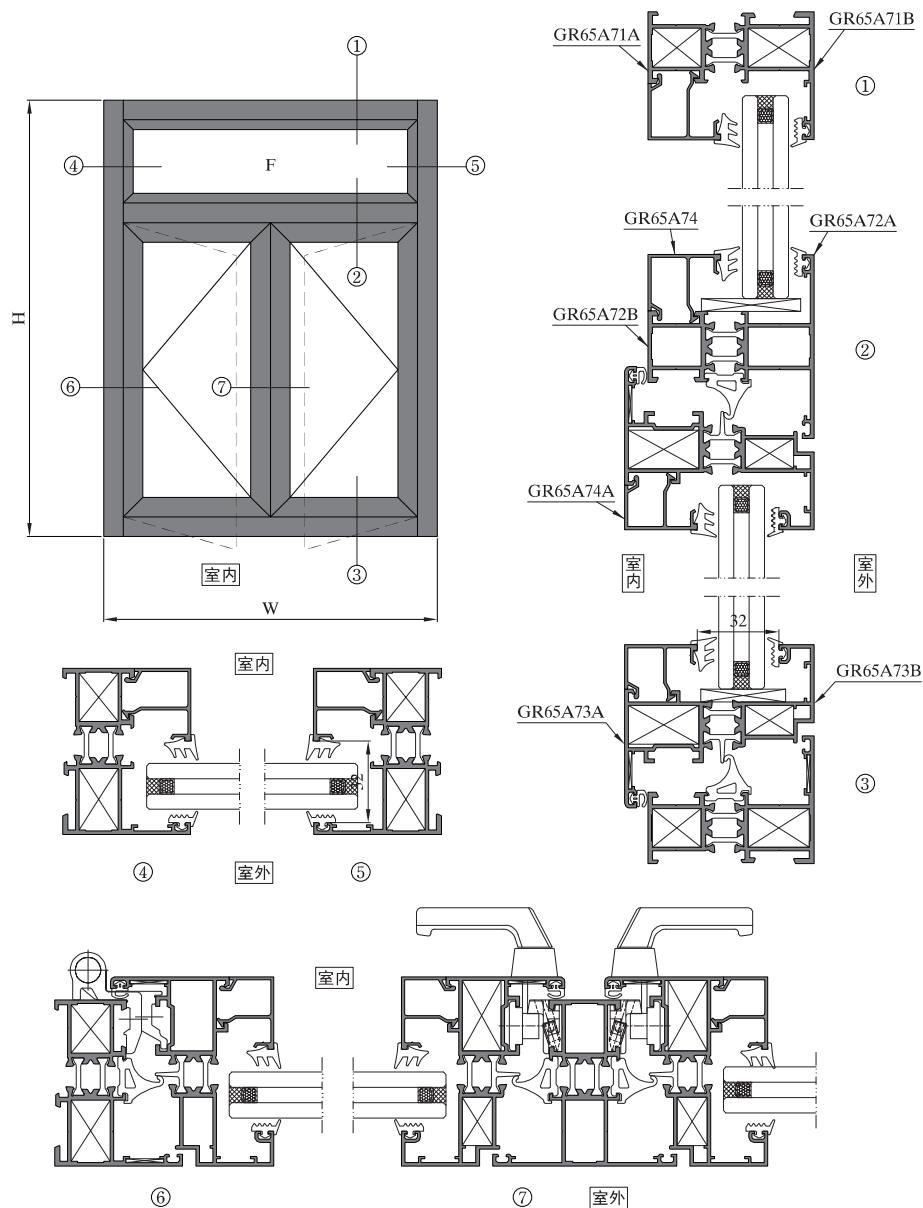 GR65A71A
GR65A71B
①
①
④
F
⑤
②
⑥
⑦
③
H
W
室内
GR65A74
GR65A72A
GR65A72B
②
GR65A74A
室内
室外
32
GR65A73A
GR65A73B
③
室内
32
④
室外
⑤
室内
⑥
⑦
室外